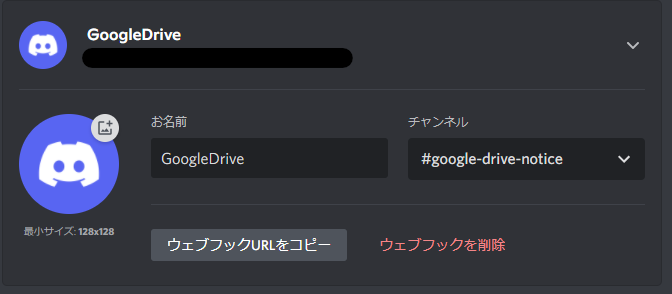 GoogleDrive
お名前
チャンネル
GoogleDrive
#google-drive-notice
最小サイズ: 128x128
ウェブフックURLをコピー
ウェブフックを削除